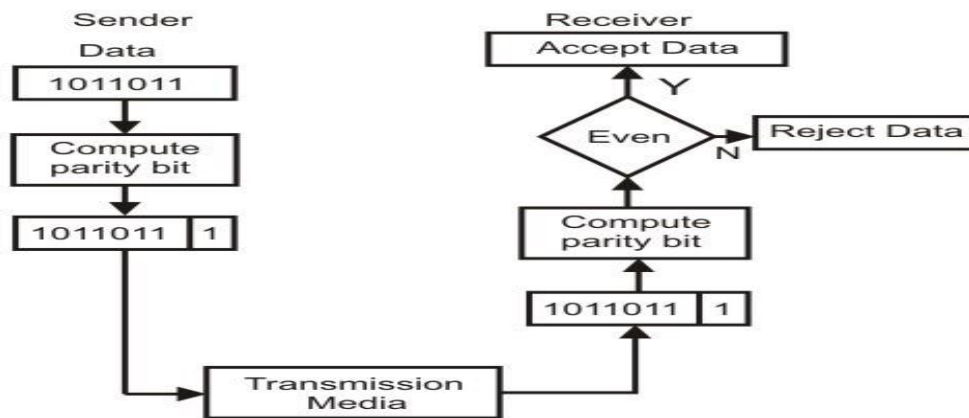 Sender
Data
1011011
Compute
parity bit
1011011 1
Transmission
Media
Receiver
Accept Data
Y
Even
N
Reject Data
Compute
parity bit
1011011 1